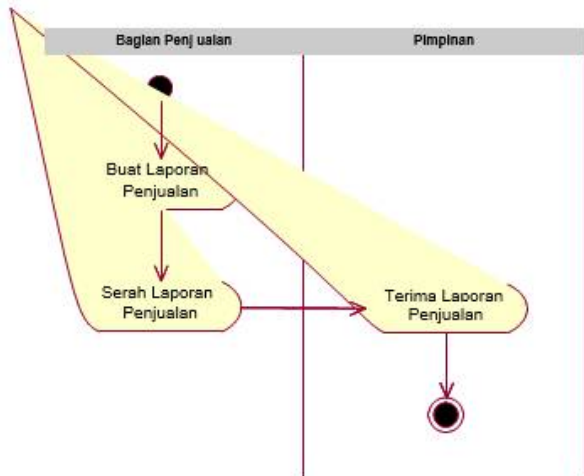 Bagian Penj ualan
Pimpinan
Buat Laporan
Penjualan
Serah Laporan
Penjualan
Terima Laporan
Penjualan